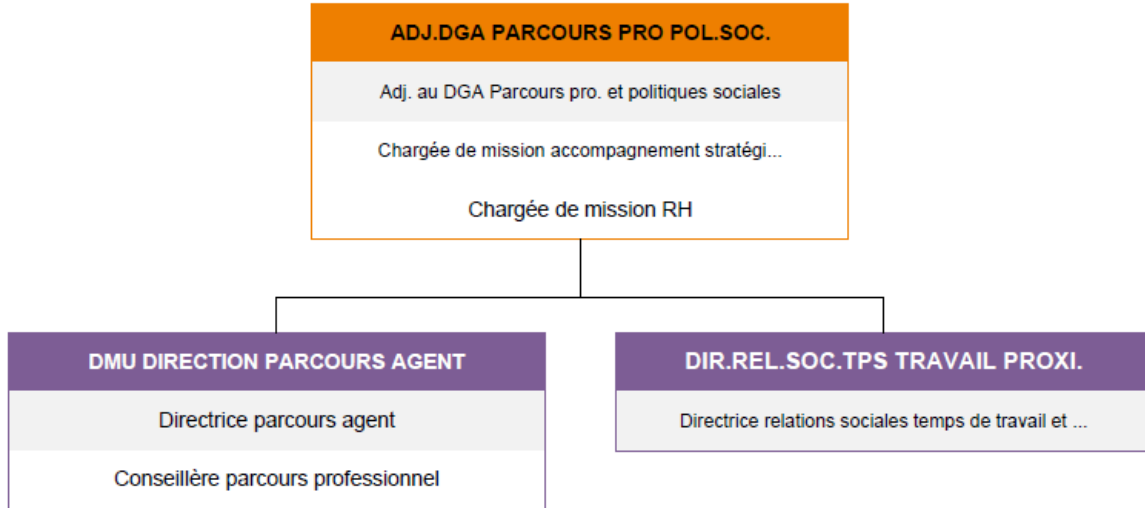 ADJ.DGA PARCOURS PRO POL.SOC.
Adj. au DGA Parcours pro. et politiques sociales
Chargée de mission accompagnement stratégi...
Chargée de mission RH
DMU DIRECTION PARCOURS AGENT
Directrice parcours agent
Conseillère parcours professionnel
DIR.REL.SOC.TPS TRAVAIL PROXI.
Directrice relations sociales temps de travail et ...